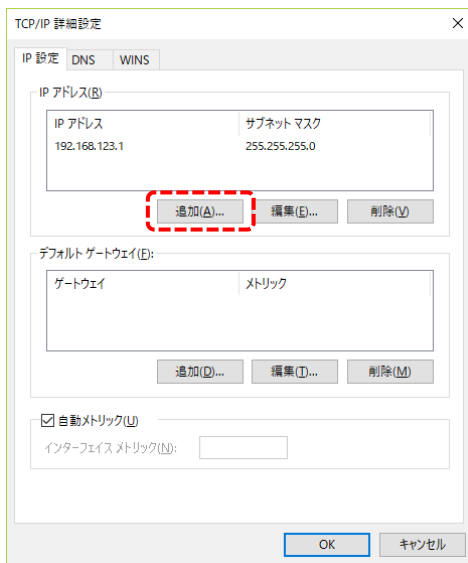 TCP/IP 詳細設定
IP 設定 DNS WINS
IP アドレス(R)
IP アドレス サブネット マスク
192.168.123.1 255.255.255.0
追加(A)... 編集(E)... 削除(V)
デフォルト ゲートウェイ(F):
ゲートウェイ メトリック
追加(D)... 編集(T)... 削除(M)
自動メトリック(U)
インターフェイス メトリック(N):
OK キャンセル